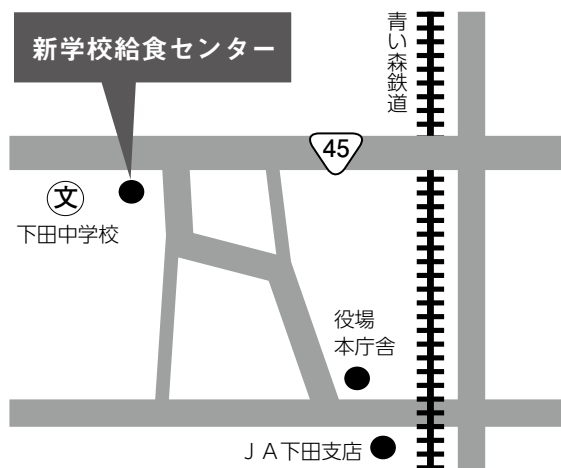 新学校給食センター
青い森鉄道
45
文
下田中学校
役場
本庁舎
ＪＡ下田支店